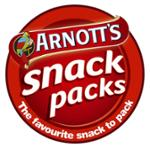 ARNOTT'S
snack
packs
The favourite snack to pack